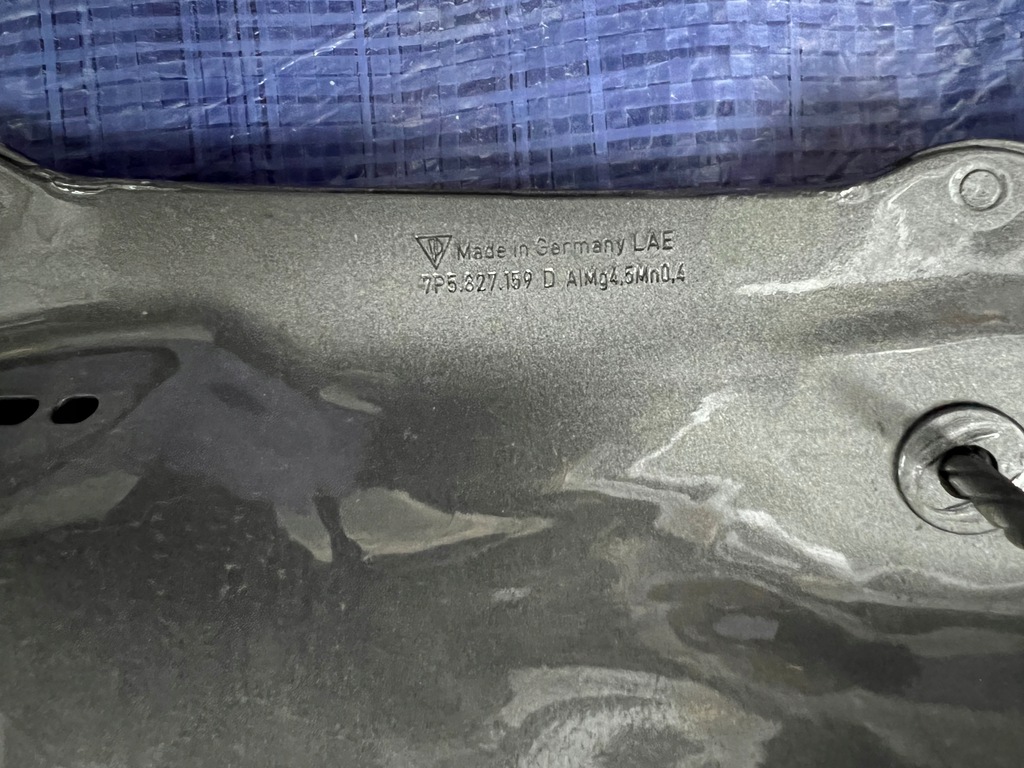 Made in Germany LAE
7P5.827.159 D AlMg4,5Mn0,4